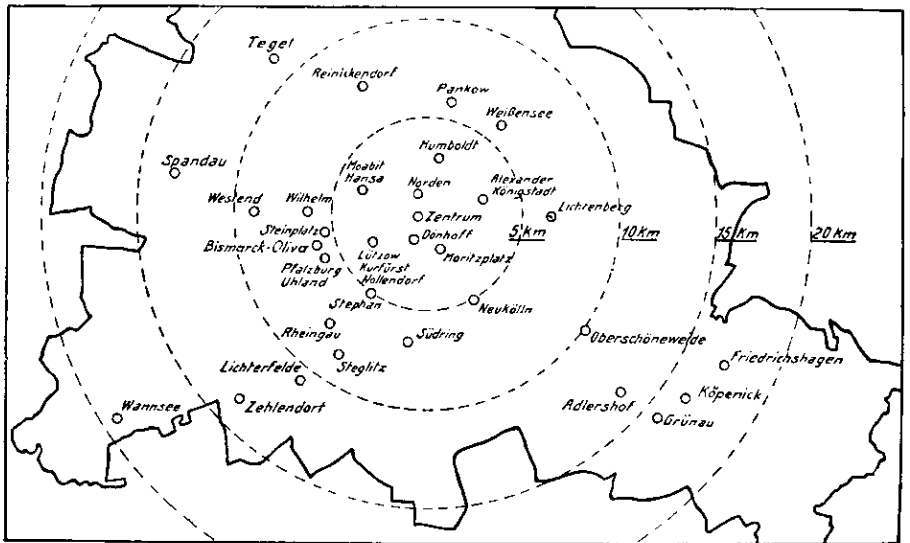 Tegel
Reinickendorf
Pankow
Weißensee
Humboldt
Spandau
Moabit
Hansa
Norden
Alexander
Königstadt
Westend
Wilhelm
Zentrum
Lichtenberg
Steinplatz
Dönhoff
5 Km
10 Km
15 Km
20 Km
Bismarck-Oliva
Lützow
Kurfürst
Nollendorf
Moritzplatz
Pfalzburg
Uhland
Stephan
Neukölln
Rheingau
Südring
Oberschöneweide
Steglitz
Friedrichshagen
Lichterfelde
Wannsee
Zehlendorf
Adlershof
Köpenick
Grünau